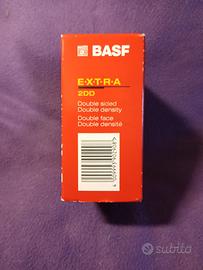 BASF
E·X·T·R·A
2DD
Double sided
Double density
Double face
Double densité
subito